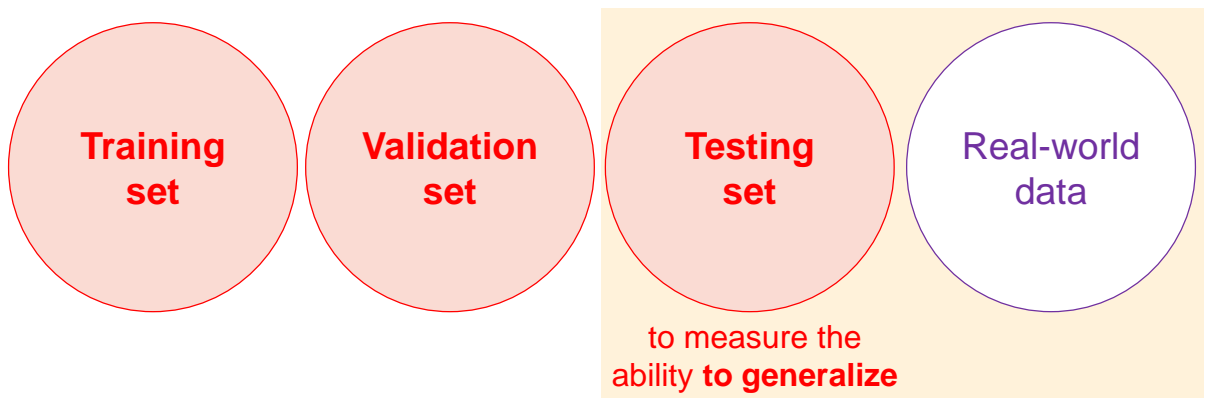 Training
set
Validation
set
Testing
set
Real-world
data
to measure the
ability to generalize